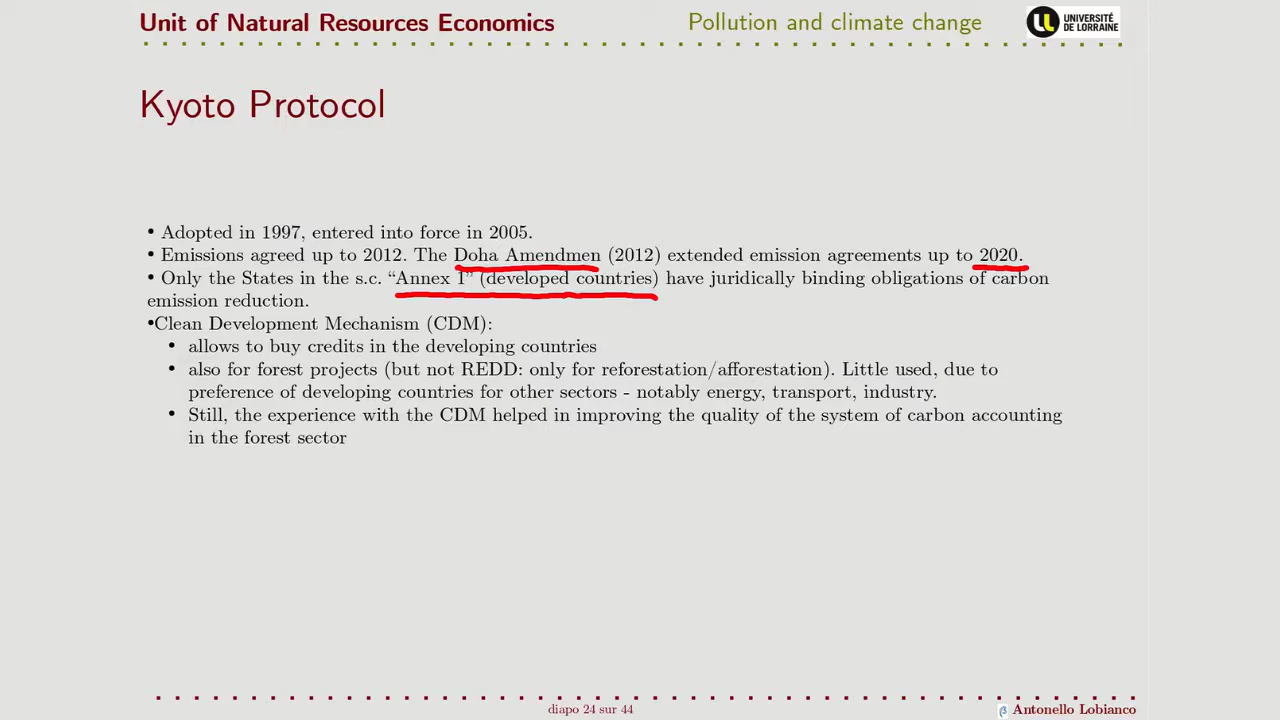 Unit of Natural Resources Economics
Pollution and climate change
UNIVERSITÉ
DE LORRAINE
Kyoto Protocol
• Adopted in 1997, entered into force in 2005.
• Emissions agreed up to 2012. The Doha Amendmen (2012) extended emission agreements up to 2020.
• Only the States in the s.c. “Annex 1” (developed countries) have juridically binding obligations of carbon
emission reduction.
•Clean Development Mechanism (CDM):
• allows to buy credits in the developing countries
• also for forest projects (but not REDD: only for reforestation/afforestation). Little used, due to
preference of developing countries for other sectors - notably energy, transport, industry.
• Still, the experience with the CDM helped in improving the quality of the system of carbon accounting
in the forest sector
diapo 24 sur 44
β Antonello Lobianco